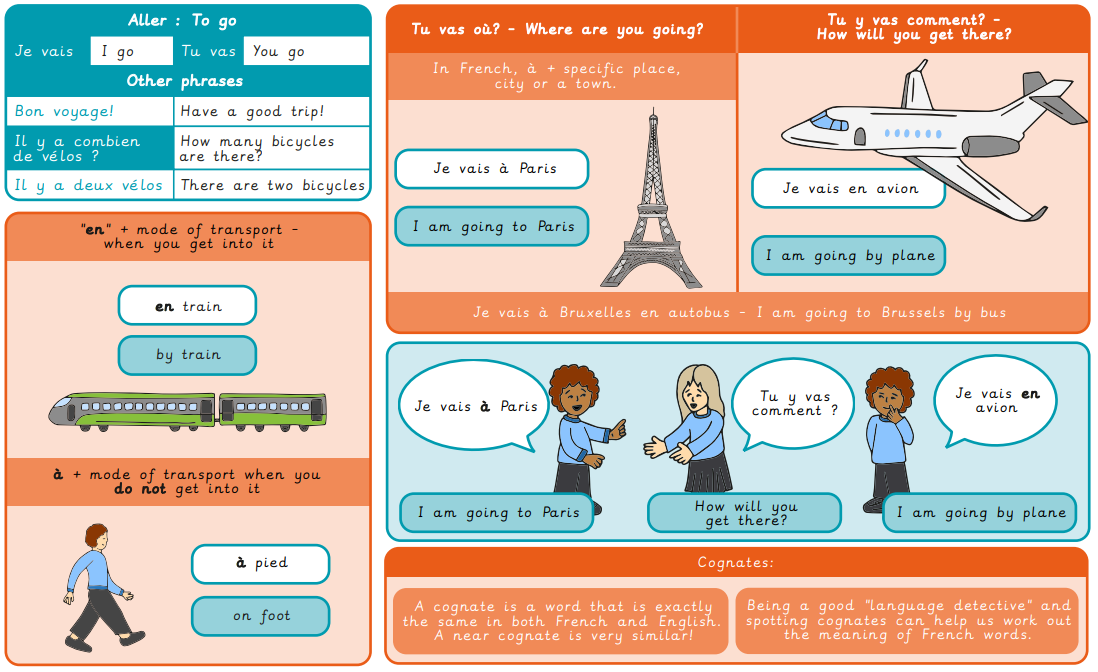 Aller : To go
Je vais
I go
Tu vas
You go
Other phrases
Bon voyage!
Have a good trip!
Il y a combien
de vélos ?
How many bicycles
are there?
Il y a deux vélos
There are two bicycles
"en" + mode of transport -
when you get into it
en train
by train
à + mode of transport when you
do not get into it
à pied
on foot
Tu vas où? - Where are you going?
In French, à + specific place,
city or a town.
Je vais à Paris
I am going to Paris
Tu y vas comment? -
How will you get there?
Je vais en avion
I am going by plane
Je vais à Bruxelles en autobus - I am going to Brussels by bus
Je vais à Paris
Tu y vas
comment ?
Je vais en
avion
I am going to Paris
How will you
get there?
I am going by plane
Cognates:
A cognate is a word that is exactly
the same in both French and English.
A near cognate is very similar!
Being a good "language detective" and
spotting cognates can help us work out
the meaning of French words.